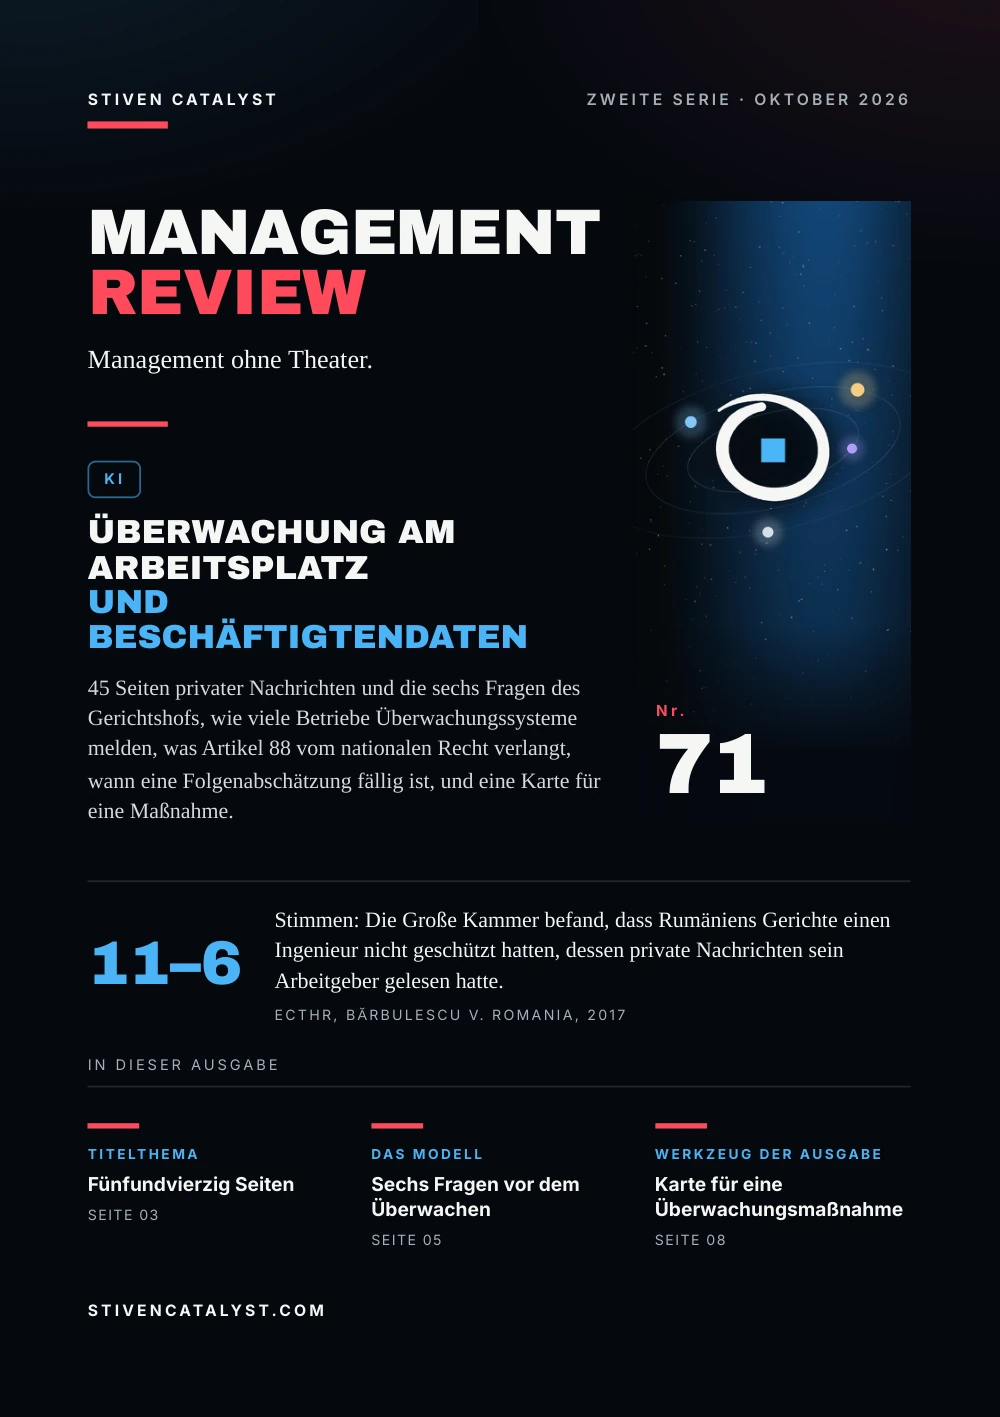 STIVEN CATALYST
ZWEITE SERIE · OKTOBER 2026
MANAGEMENT
REVIEW
Management ohne Theater.
KI
ÜBERWACHUNG AM
ARBEITSPLATZ
UND
BESCHÄFTIGTENDATEN
45 Seiten privater Nachrichten und die sechs Fragen des
Gerichtshofs, wie viele Betriebe Überwachungssysteme
melden, was Artikel 88 vom nationalen Recht verlangt,
wann eine Folgenabschätzung fällig ist, und eine Karte für
eine Maßnahme.
Nr.
71
11–6
Stimmen: Die Große Kammer befand, dass Rumäniens Gerichte einen
Ingenieur nicht geschützt hatten, dessen private Nachrichten sein
Arbeitgeber gelesen hatte.
ECTHR, BĂRBULESCU V. ROMANIA, 2017
IN DIESER AUSGABE
TITELTHEMA
Fünfundvierzig Seiten
SEITE 03
DAS MODELL
Sechs Fragen vor dem
Überwachen
SEITE 05
WERKZEUG DER AUSGABE
Karte für eine
Überwachungsmaßnahme
SEITE 08
STIVENCATALYST.COM